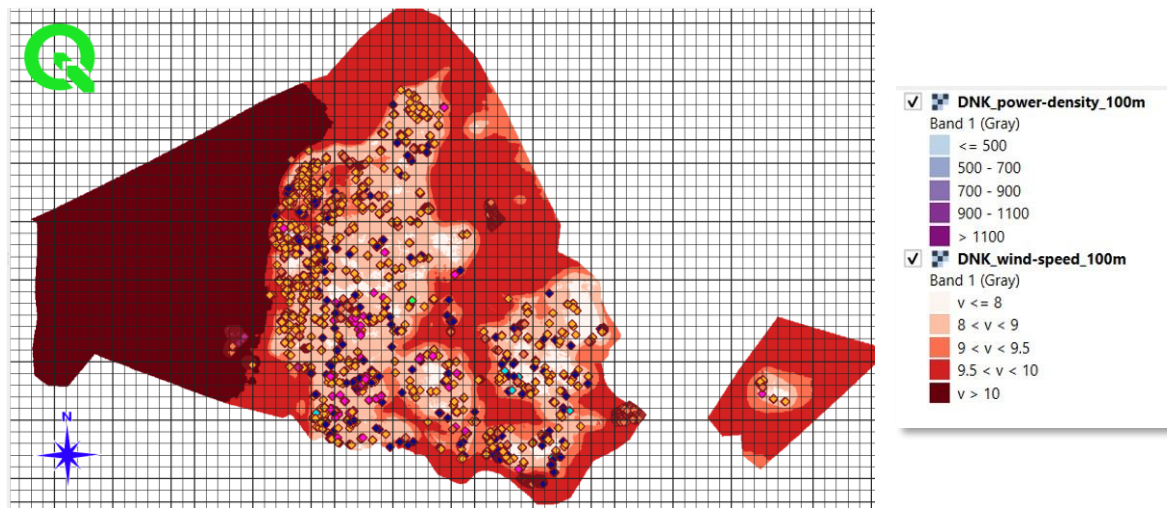 N
DNK_power-density_100m
Band 1 (Gray)
<= 500
500 - 700
700 - 900
900 - 1100
> 1100
DNK_wind-speed_100m
Band 1 (Gray)
v <= 8
8 < v < 9
9 < v < 9.5
9.5 < v < 10
v > 10